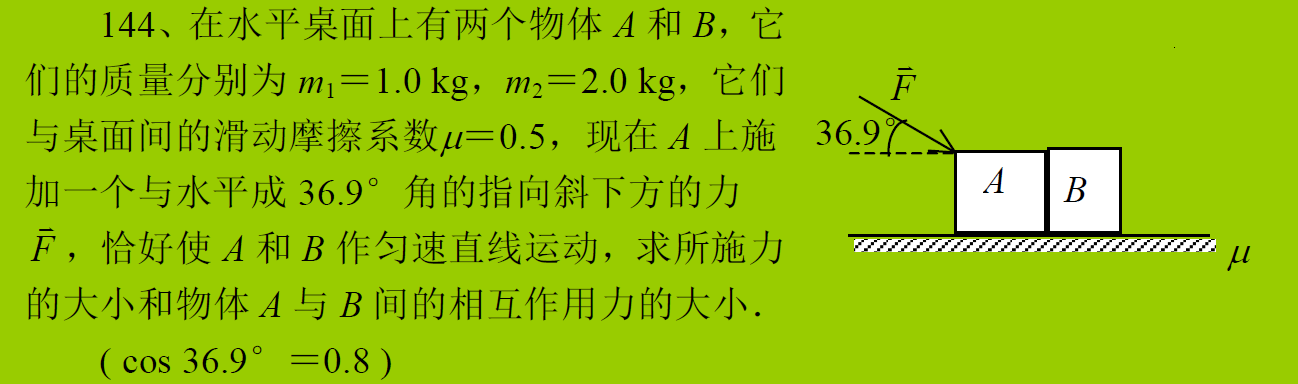 144、在水平桌面上有两个物体 A 和 B，它
们的质量分别为 m₁＝1.0 kg，m₂＝2.0 kg，它们
与桌面间的滑动摩擦系数μ＝0.5，现在 A 上施
加一个与水平成 36.9°角的指向斜下方的力
F⃗，恰好使 A 和 B 作匀速直线运动，求所施力
的大小和物体 A 与 B 间的相互作用力的大小．
( cos 36.9°＝0.8 )
F⃗
36.9°
A
B
μ